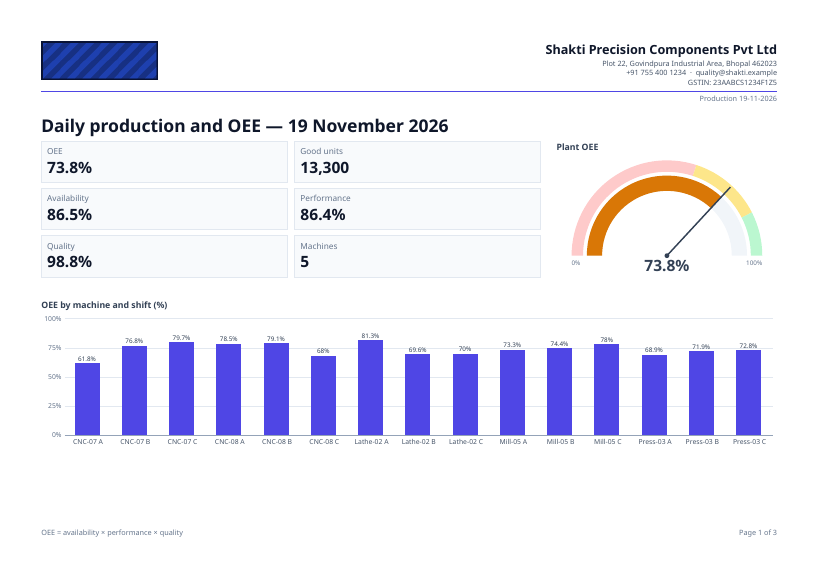 Shakti Precision Components Pvt Ltd
Plot 22, Govindpura Industrial Area, Bhopal 462023
+91 755 400 1234 · quality@shakti.example
GSTIN: 23AABCS1234F1Z5
Production 19-11-2026
Daily production and OEE — 19 November 2026
OEE
73.8%
Good units
13,300
Availability
86.5%
Performance
86.4%
Quality
98.8%
Machines
5
Plant OEE
0%
73.8%
100%
OEE by machine and shift (%)
100%
75%
50%
25%
0%
61.8% 76.8% 79.7% 78.5% 79.1% 68% 81.3% 69.6% 70% 73.3% 74.4% 78% 68.9% 71.9% 72.8%
CNC-07 A CNC-07 B CNC-07 C CNC-08 A CNC-08 B CNC-08 C Lathe-02 A Lathe-02 B Lathe-02 C Mill-05 A Mill-05 B Mill-05 C Press-03 A Press-03 B Press-03 C
OEE = availability × performance × quality
Page 1 of 3